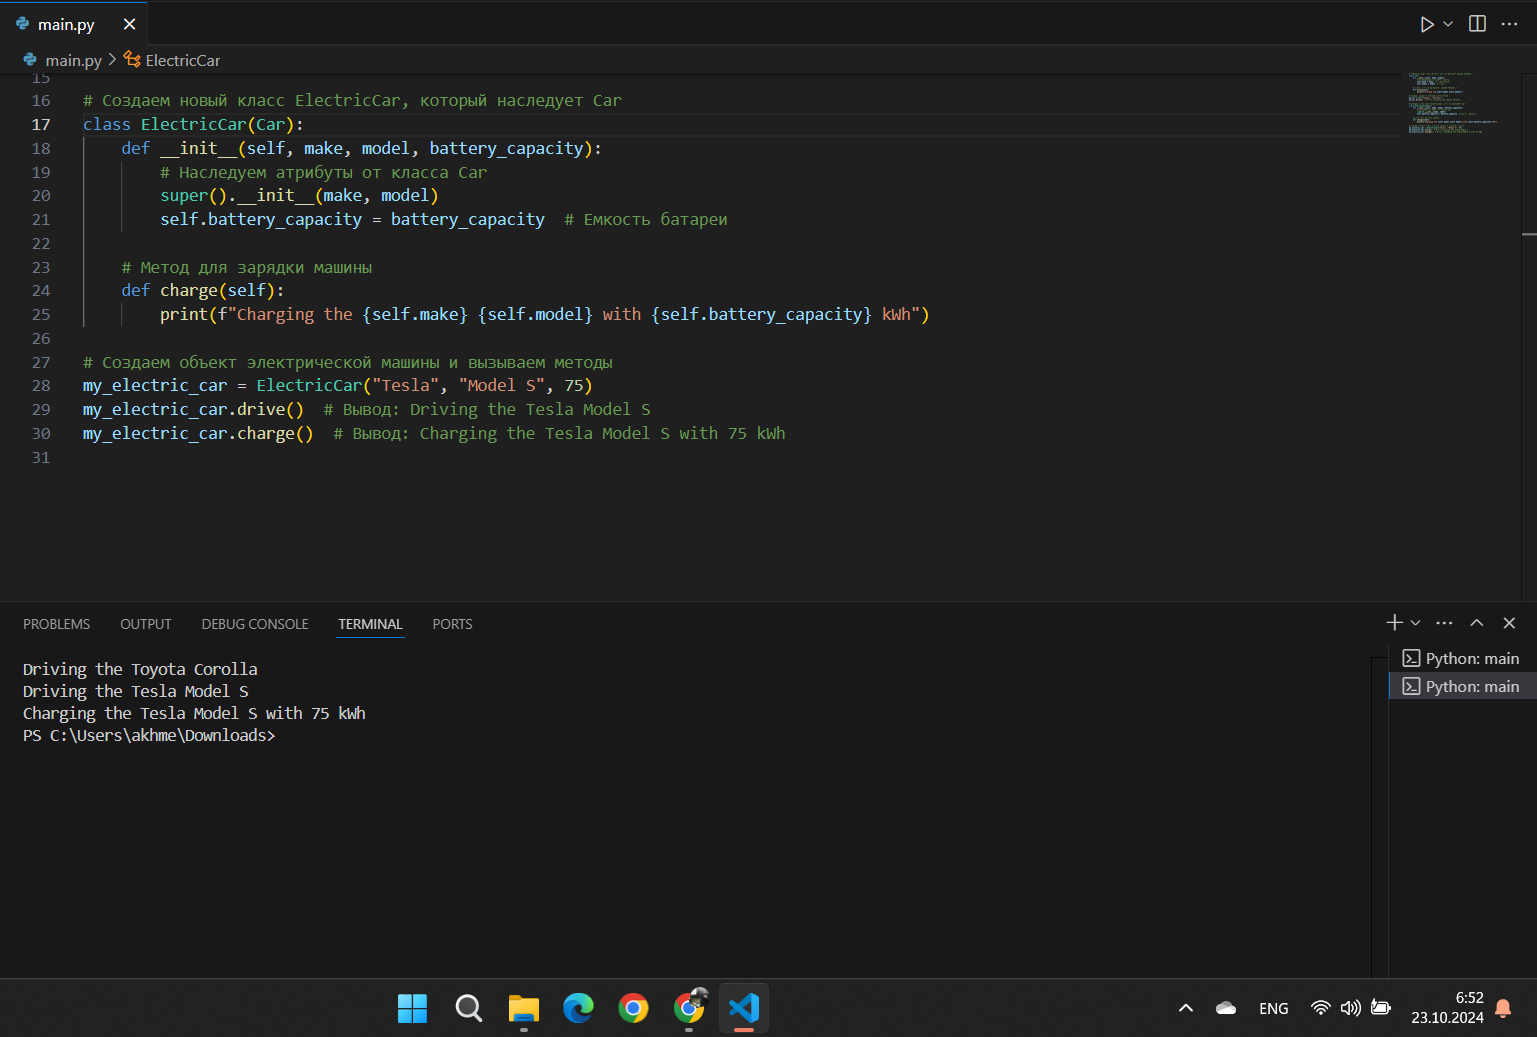 main.py
main.py > ElectricCar
15
16 # Создаем новый класс ElectricCar, который наследует Car
17 class ElectricCar(Car):
18     def __init__(self, make, model, battery_capacity):
19         # Наследуем атрибуты от класса Car
20         super().__init__(make, model)
21         self.battery_capacity = battery_capacity  # Емкость батареи
22
23     # Метод для зарядки машины
24     def charge(self):
25         print(f"Charging the {self.make} {self.model} with {self.battery_capacity} kWh")
26
27 # Создаем объект электрической машины и вызываем методы
28 my_electric_car = ElectricCar("Tesla", "Model S", 75)
29 my_electric_car.drive()  # Вывод: Driving the Tesla Model S
30 my_electric_car.charge()  # Вывод: Charging the Tesla Model S with 75 kWh
31
PROBLEMS OUTPUT DEBUG CONSOLE TERMINAL PORTS
Driving the Toyota Corolla
Driving the Tesla Model S
Charging the Tesla Model S with 75 kWh
PS C:\Users\akhme\Downloads>
Python: main
Python: main
ENG
6:52
23.10.2024